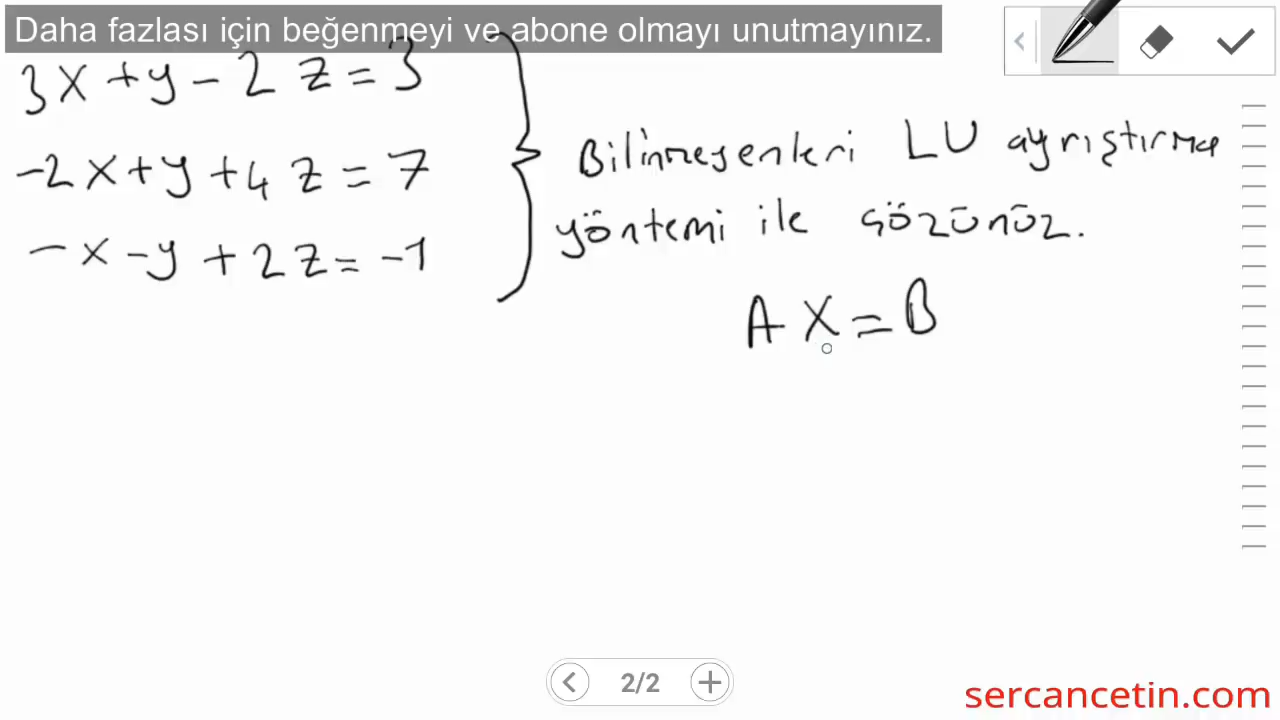 Daha fazlası için beğenmeyi ve abone olmayı unutmayınız.
3x + y - 2z = 3
-2x + y + 4z = 7
-x - y + 2z = -1
Bilinmeyenleri LU ayrıştırma
yöntemi ile çözünüz.
AX = B
2/2
sercancetin.com